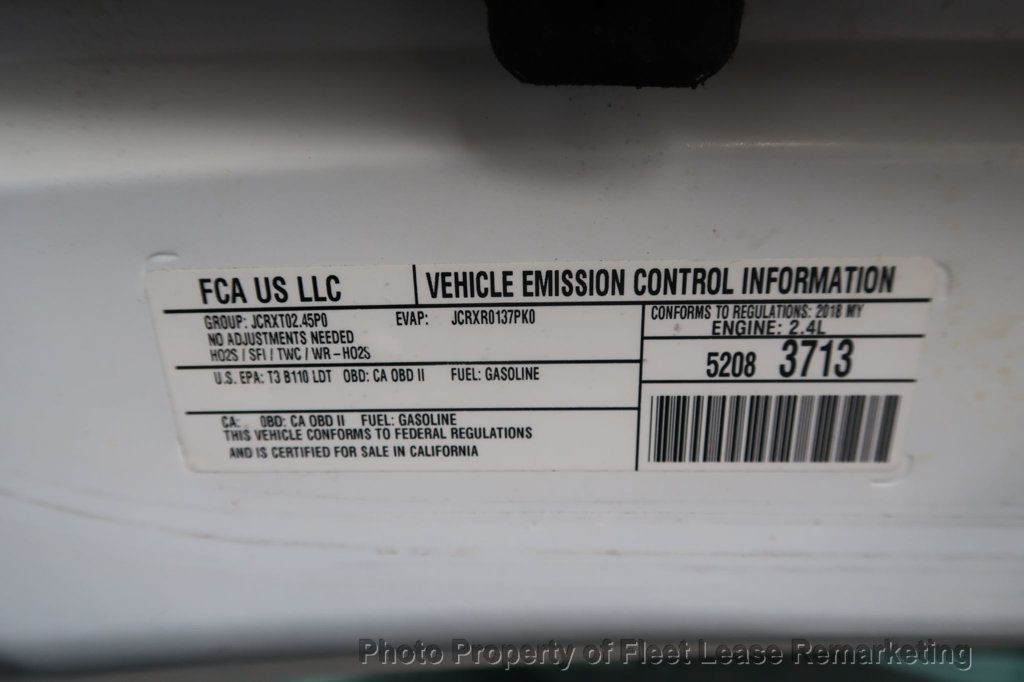 FCA US LLC
VEHICLE EMISSION CONTROL INFORMATION
GROUP: JCRXT02.45P0 EVAP: JCRXR0137PK0
NO ADJUSTMENTS NEEDED
HO2S / SFI / TWC / WR-HO2S
CONFORMS TO REGULATIONS: 2018 MY
ENGINE: 2.4L
5208 3713
U.S. EPA: T3 B110 LDT OBD: CA OBD II FUEL: GASOLINE
CA: OBD: CA OBD II FUEL: GASOLINE
THIS VEHICLE CONFORMS TO FEDERAL REGULATIONS
AND IS CERTIFIED FOR SALE IN CALIFORNIA
Photo Property of Fleet Lease Remarketing